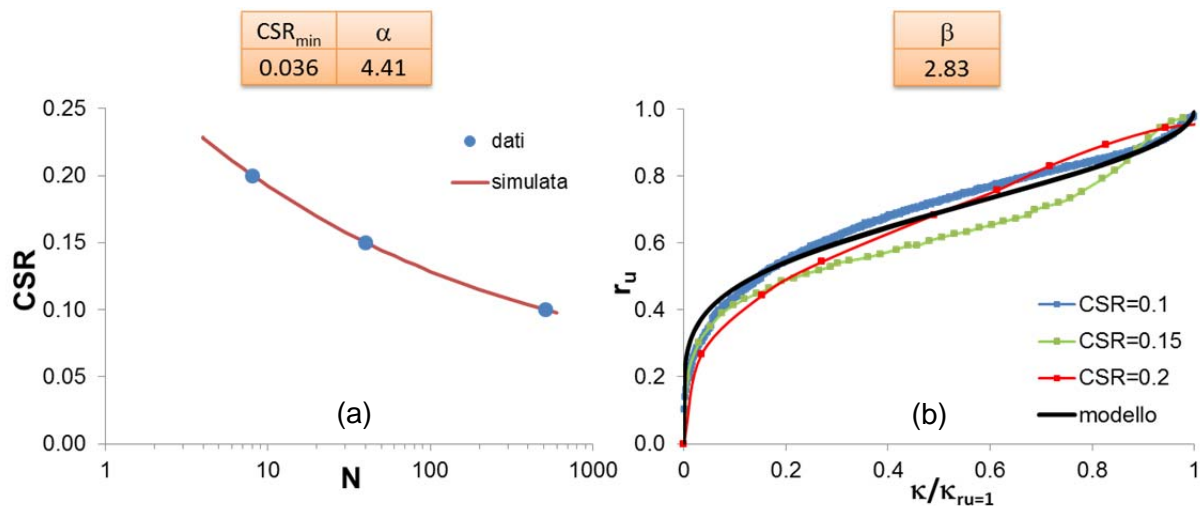 CSRmin α
0.036 4.41
CSR
0.25
0.20
0.15
0.10
0.05
0.00
dati
simulata
(a)
1 10 100 1000
N
β
2.83
ru
1.0
0.8
0.6
0.4
0.2
0.0
CSR=0.1
CSR=0.15
CSR=0.2
modello
(b)
0 0.2 0.4 0.6 0.8 1
κ/κru=1